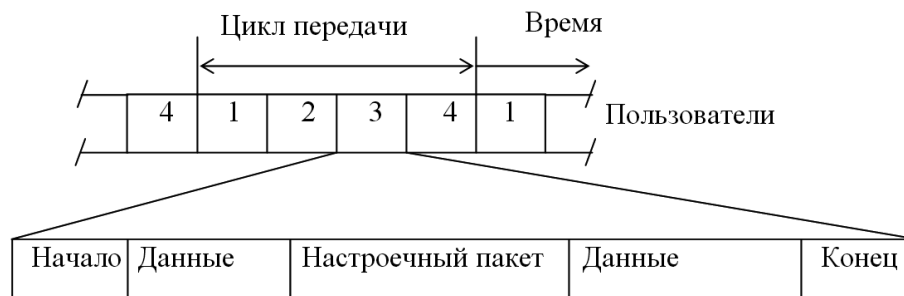 Цикл передачи
Время
4 1 2 3 4 1
Пользователи
Начало Данные Настроечный пакет Данные Конец